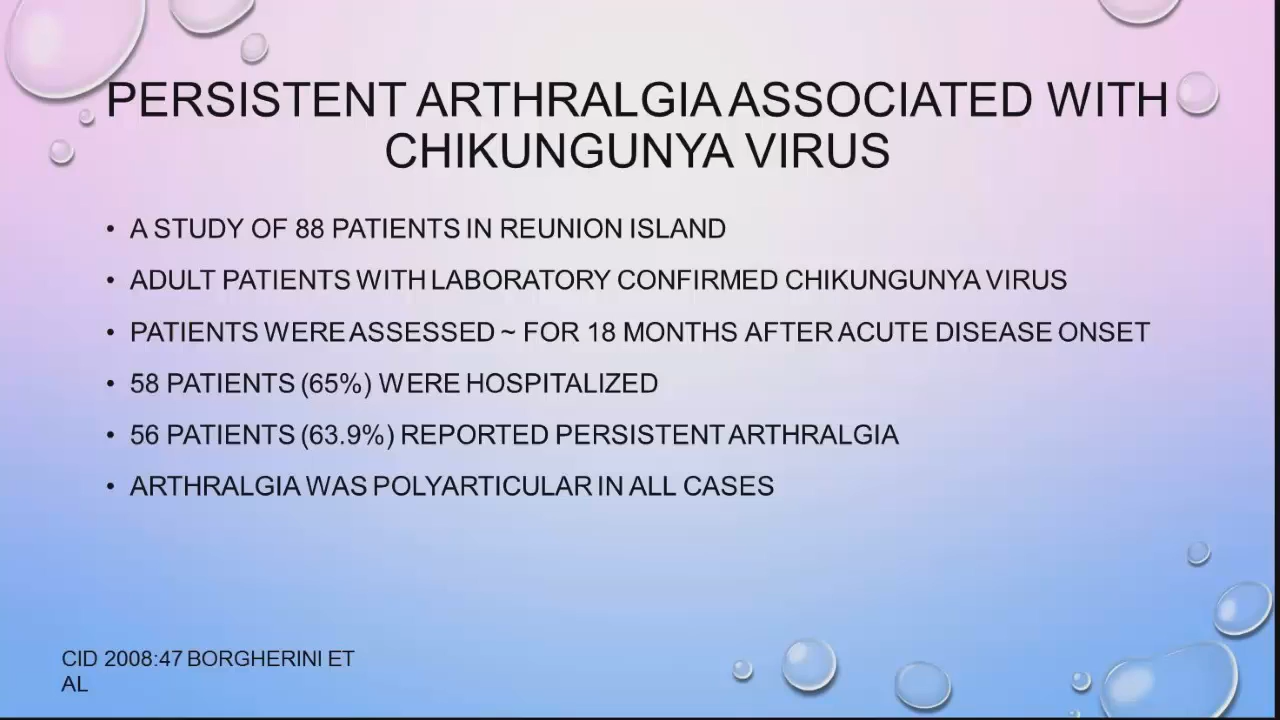 PERSISTENT ARTHRALGIA ASSOCIATED WITH
CHIKUNGUNYA VIRUS
• A STUDY OF 88 PATIENTS IN REUNION ISLAND
• ADULT PATIENTS WITH LABORATORY CONFIRMED CHIKUNGUNYA VIRUS
• PATIENTS WERE ASSESSED ~ FOR 18 MONTHS AFTER ACUTE DISEASE ONSET
• 58 PATIENTS (65%) WERE HOSPITALIZED
• 56 PATIENTS (63.9%) REPORTED PERSISTENT ARTHRALGIA
• ARTHRALGIA WAS POLYARTICULAR IN ALL CASES
CID 2008:47 BORGHERINI ET
AL